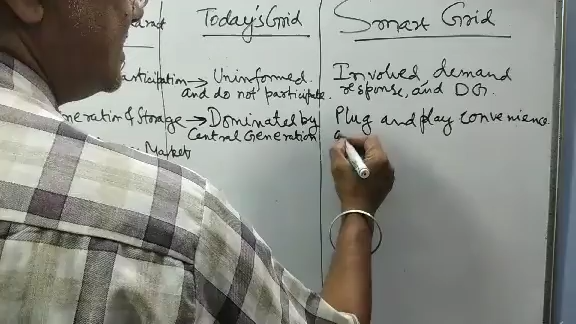 Today's Grid
Smart Grid
participation → Uninformed
and do not participate.
Involved, demand
response, and DG.
Generation & Storage → Dominated by
Central Generation
Plug and play convenience
Market